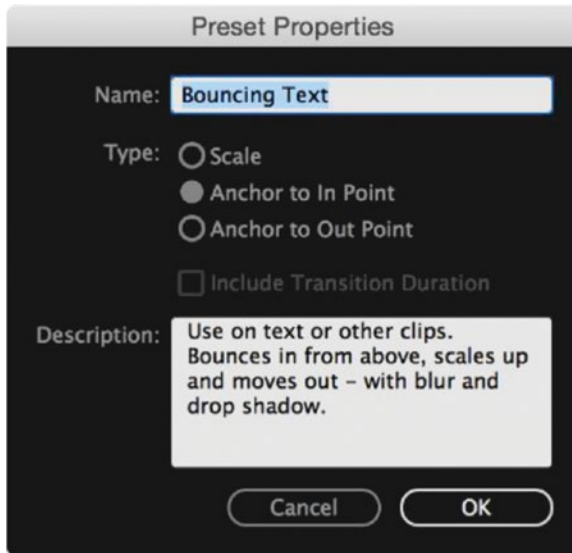 Preset Properties
Name: Bouncing Text
Type: Scale
Anchor to In Point
Anchor to Out Point
Include Transition Duration
Description: Use on text or other clips.
Bounces in from above, scales up
and moves out – with blur and
drop shadow.
Cancel OK